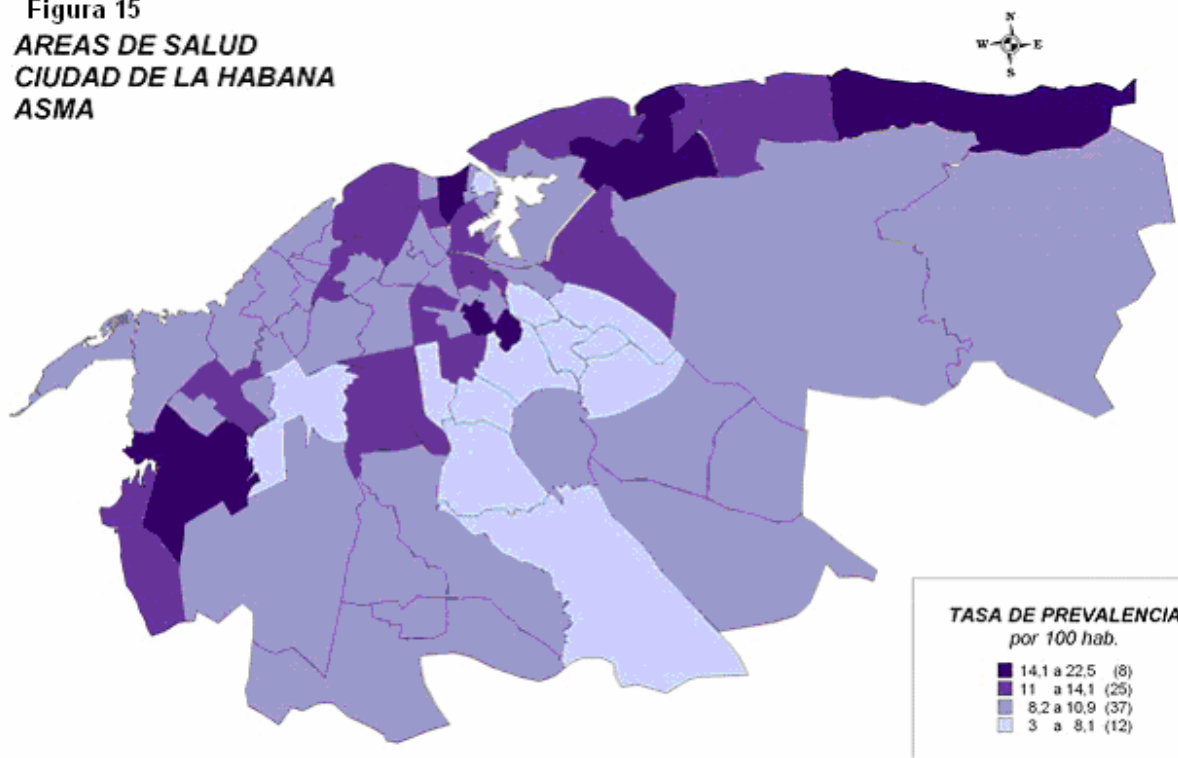 Figura 15
AREAS DE SALUD
CIUDAD DE LA HABANA
ASMA
N
W E
S
TASA DE PREVALENCIA
por 100 hab.
14,1 a 22,5 (8)
11 a 14,1 (25)
8,2 a 10,9 (37)
3 a 8,1 (12)